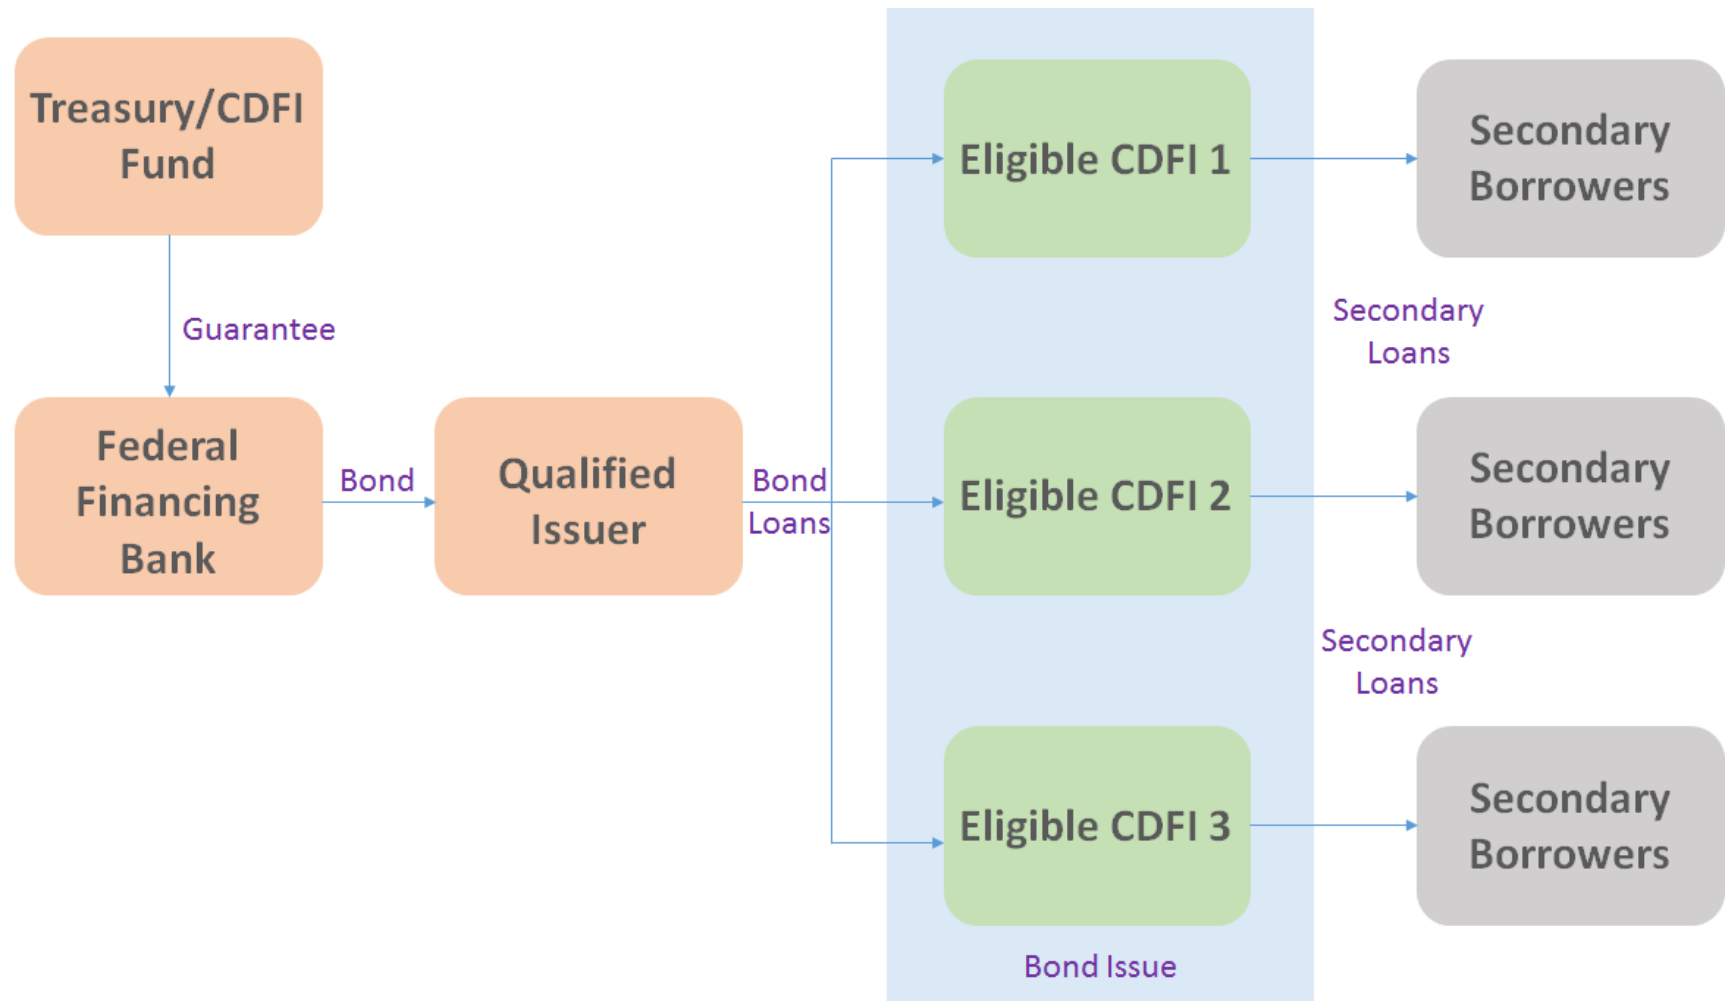 Treasury/CDFI
Fund
Guarantee
Federal
Financing
Bank
Bond
Qualified
Issuer
Bond
Loans
Eligible CDFI 1
Eligible CDFI 2
Eligible CDFI 3
Bond Issue
Secondary
Loans
Secondary
Loans
Secondary
Borrowers
Secondary
Borrowers
Secondary
Borrowers